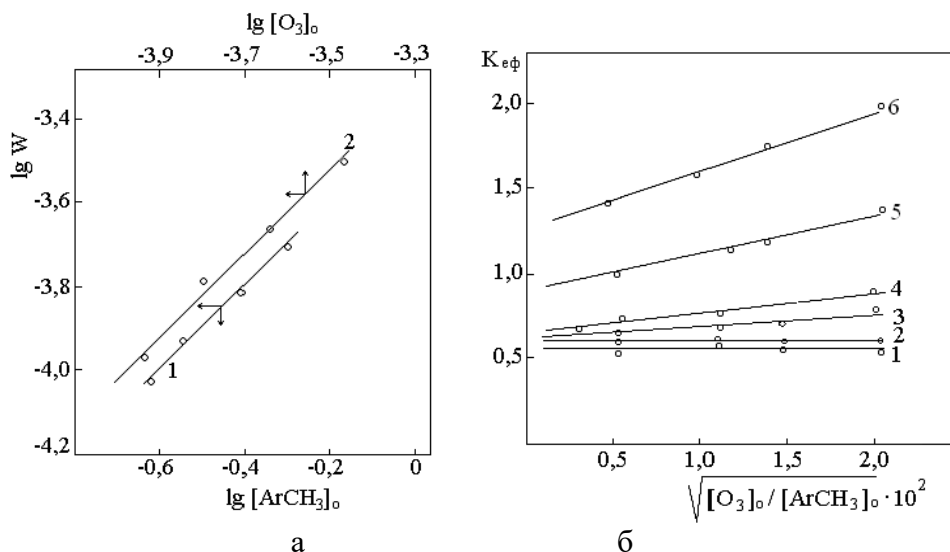 lg [O₃]ₒ
-3,9 -3,7 -3,5 -3,3
lg W
-3,4
-3,6
-3,8
-4,0
-4,2
2
1
-0,6 -0,4 -0,2 0
lg [ArCH₃]ₒ
а
Kеф
2,0
1,5
1,0
0,5
6
5
4
3
2
1
0,5 1,0 1,5 2,0
√[O₃]ₒ / [ArCH₃]ₒ · 10²
б